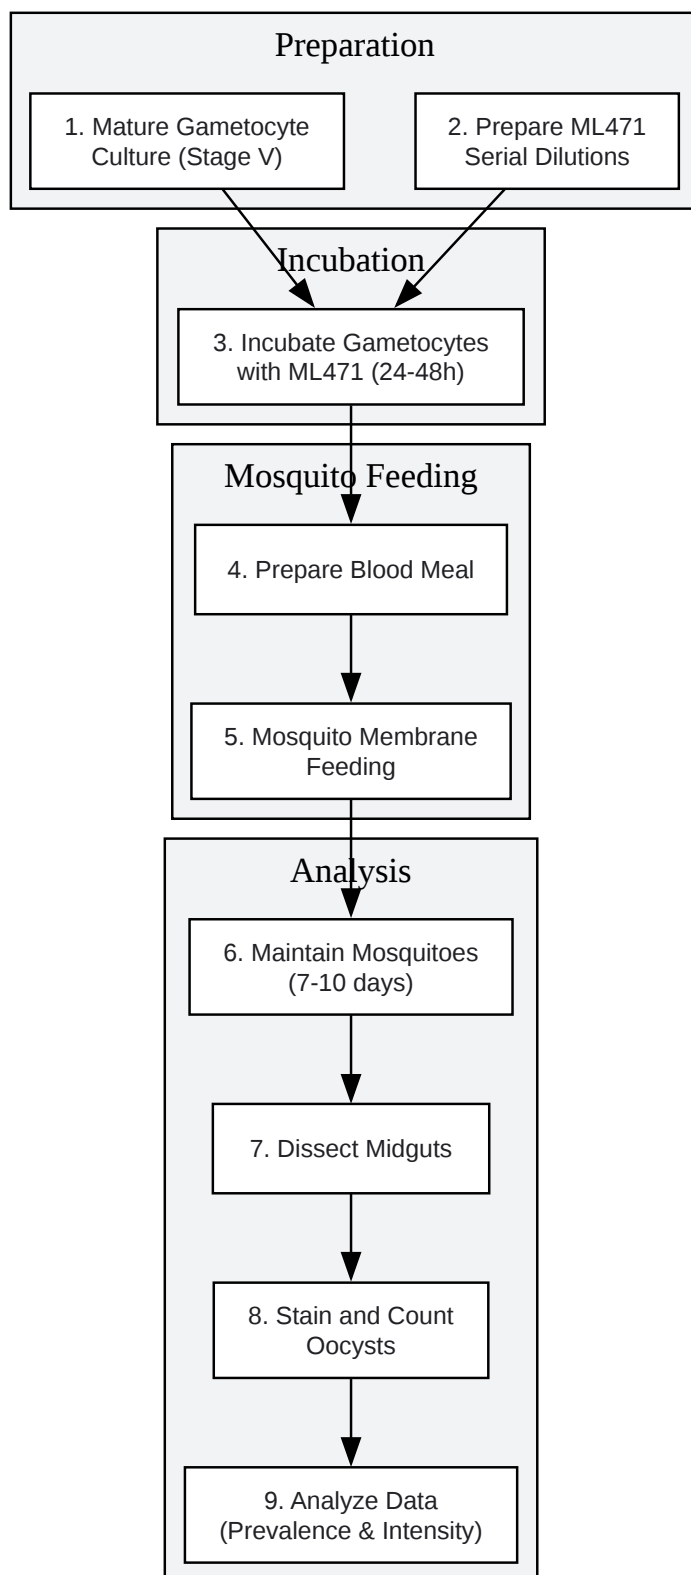 Preparation
1. Mature Gametocyte
Culture (Stage V)
2. Prepare ML471
Serial Dilutions
Incubation
3. Incubate Gametocytes
with ML471 (24-48h)
Mosquito Feeding
4. Prepare Blood Meal
5. Mosquito Membrane
Feeding
Analysis
6. Maintain Mosquitoes
(7-10 days)
7. Dissect Midguts
8. Stain and Count
Oocysts
9. Analyze Data
(Prevalence & Intensity)